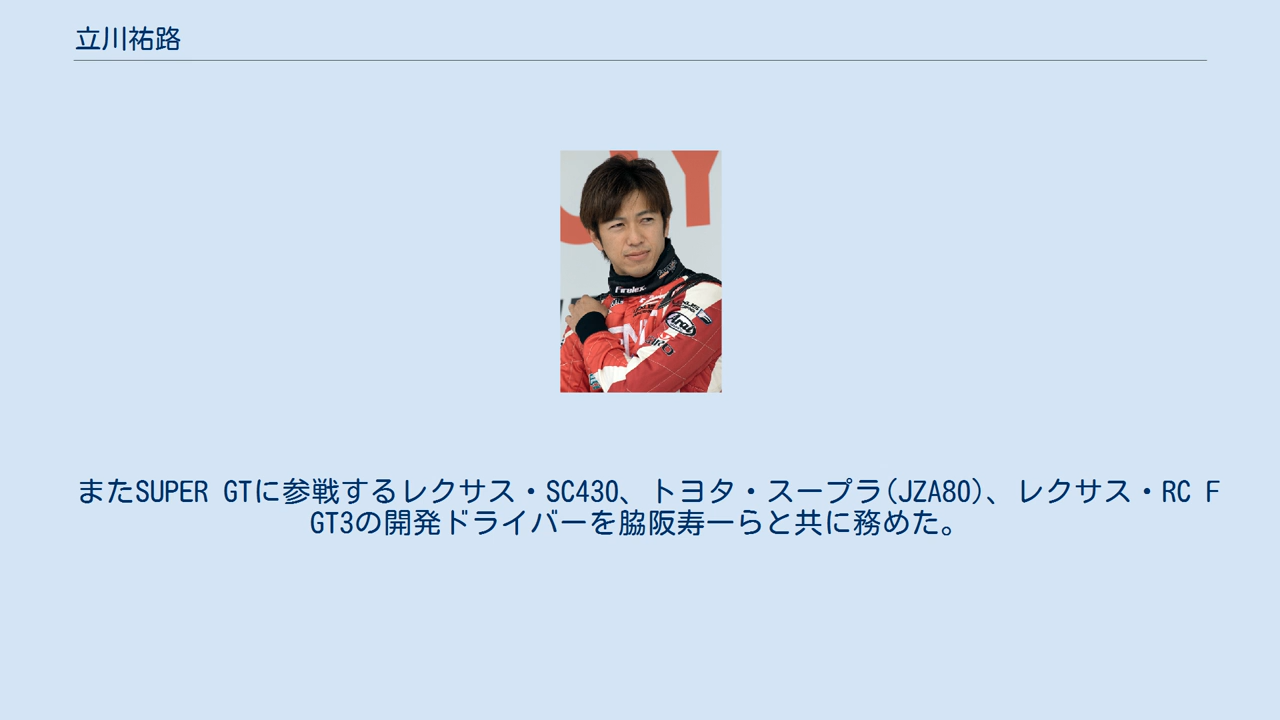 立川祐路
Firelex
Arai
またSUPER GTに参戦するレクサス・SC430、トヨタ・スープラ(JZA80)、レクサス・RC F
GT3の開発ドライバーを脇阪寿一らと共に務めた。